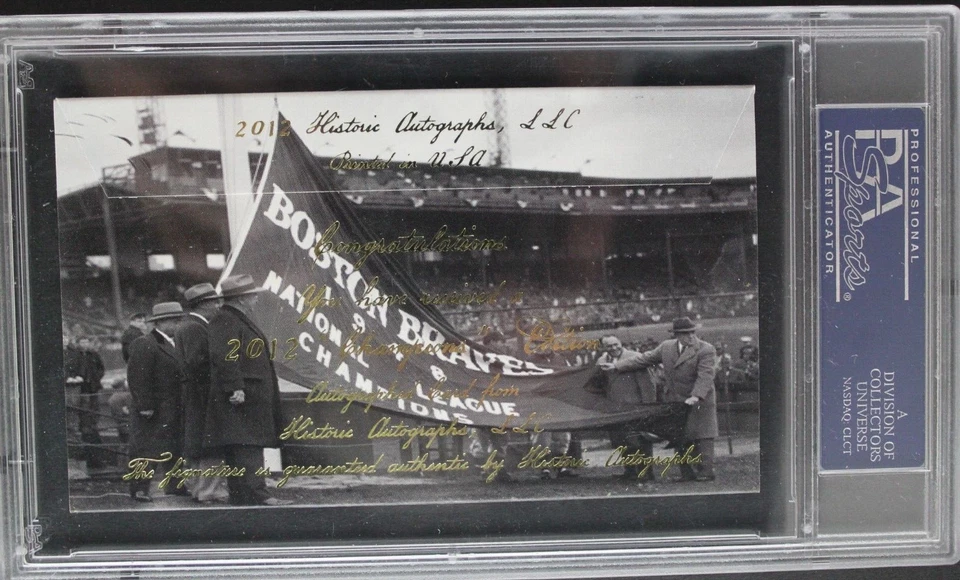 2012 Historic Autographs, LLC
Printed in USA
Congratulations
You have received a
2012 "Champions" Edition
Autographed card from
Historic Autographs, LLC
The signature is guaranteed authentic by Historic Autographs.
BOSTON BRAVES
1948
NATIONAL LEAGUE
CHAMPIONS
PROFESSIONAL
PSA
Sports®
AUTHENTICATOR
A
DIVISION OF
COLLECTORS
UNIVERSE
NASDAQ: CLCT